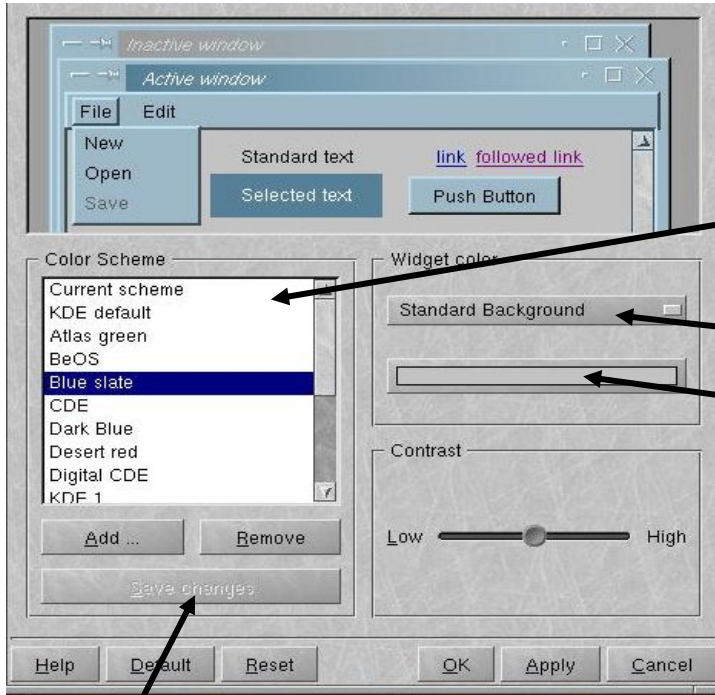 Inactive window
Active window
File Edit
New
Open
Save
Standard text
link followed link
Selected text
Push Button
Color Scheme
Current scheme
KDE default
Atlas green
BeOS
Blue slate
CDE
Dark Blue
Desert red
Digital CDE
KDE 1
Add ...
Remove
Save changes
Widget color
Standard Background
Contrast
Low High
Help Default Reset OK Apply Cancel